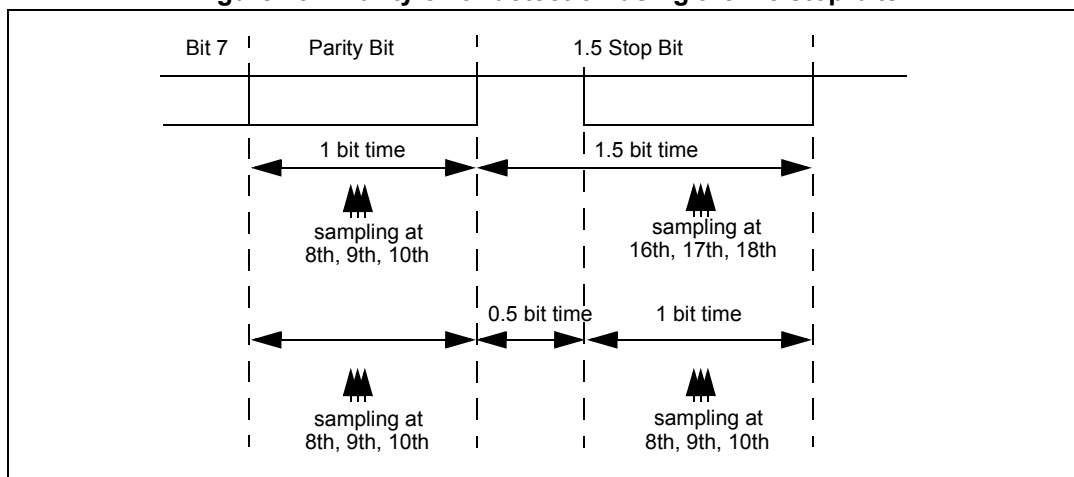 Bit 7 Parity Bit 1.5 Stop Bit
1 bit time 1.5 bit time
sampling at
8th, 9th, 10th
sampling at
16th, 17th, 18th
0.5 bit time 1 bit time
sampling at
8th, 9th, 10th
sampling at
8th, 9th, 10th